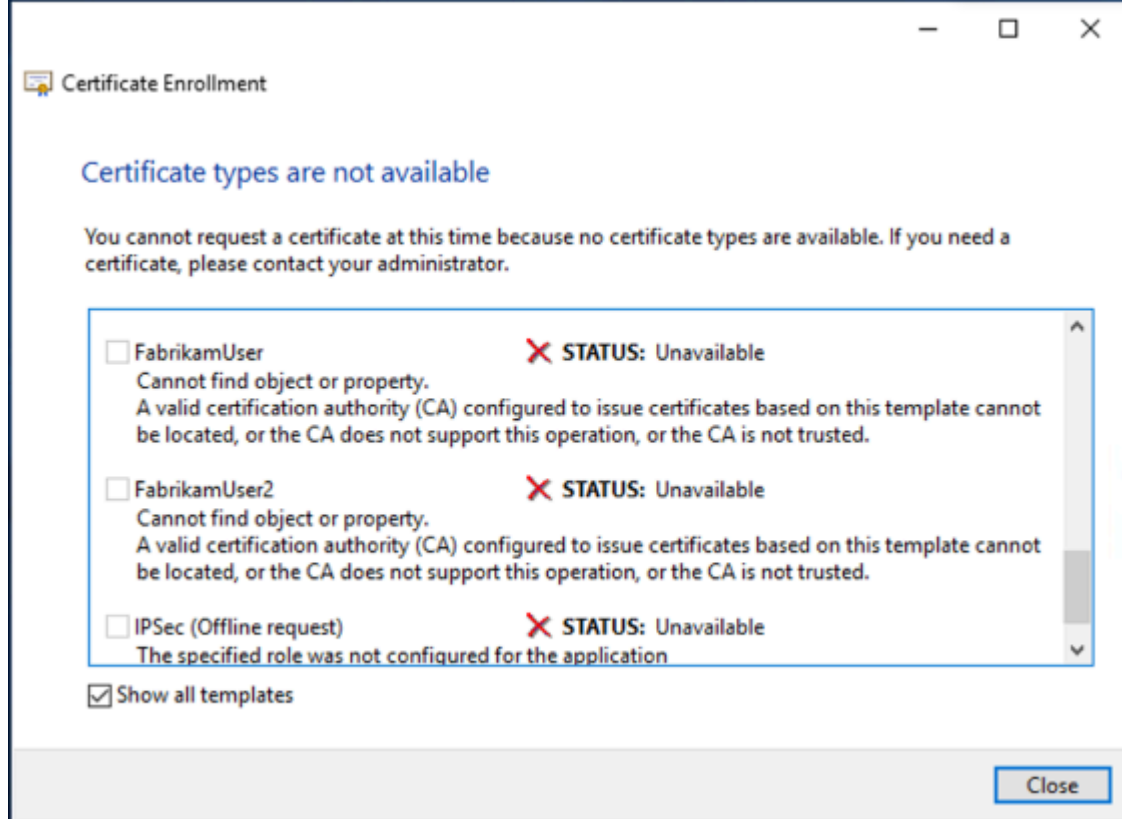 Certificate Enrollment
Certificate types are not available
You cannot request a certificate at this time because no certificate types are available. If you need a
certificate, please contact your administrator.
FabrikamUser STATUS: Unavailable
Cannot find object or property.
A valid certification authority (CA) configured to issue certificates based on this template cannot
be located, or the CA does not support this operation, or the CA is not trusted.
FabrikamUser2 STATUS: Unavailable
Cannot find object or property.
A valid certification authority (CA) configured to issue certificates based on this template cannot
be located, or the CA does not support this operation, or the CA is not trusted.
IPSec (Offline request) STATUS: Unavailable
The specified role was not configured for the application
Show all templates
Close